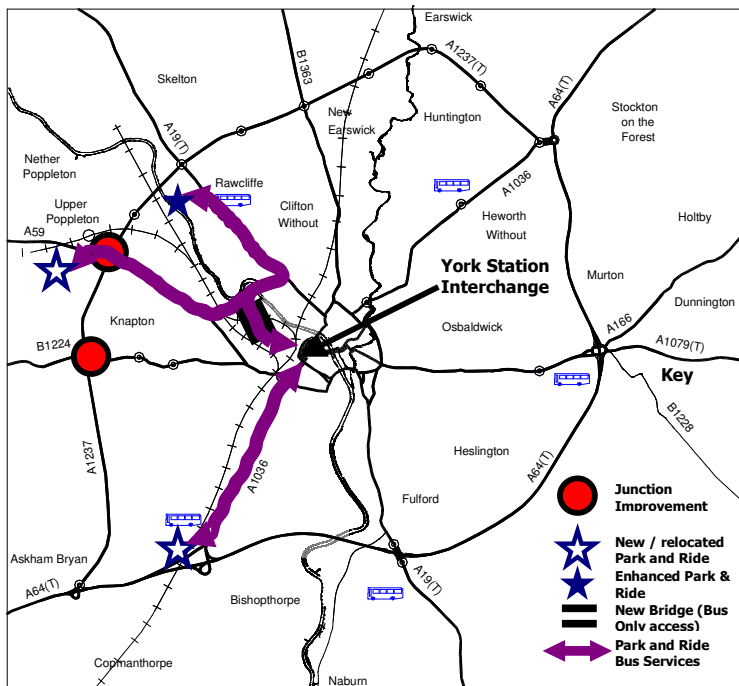 Earswick
A1237(T)
B1363
Skelton
A64(T)
Stockton
on the
Forest
New
Earswick
Huntington
A19(T)
Nether
Poppleton
A1036
Rawcliffe
Upper
Poppleton
Clifton
Without
Heworth
Without
Holtby
A59
York Station
Interchange
Murton
Dunnington
Knapton
Osbaldwick
A166
A1079(T)
B1224
Key
B1228
A1237
Heslington
A1036
A64(T)
Fulford
Junction
Improvement
New / relocated
Park and Ride
Askham Bryan
A64(T)
Enhanced Park &
Ride
A19(T)
Bishopthorpe
New Bridge (Bus
Only access)
Park and Ride
Bus Services
Copmanthorpe
Naburn